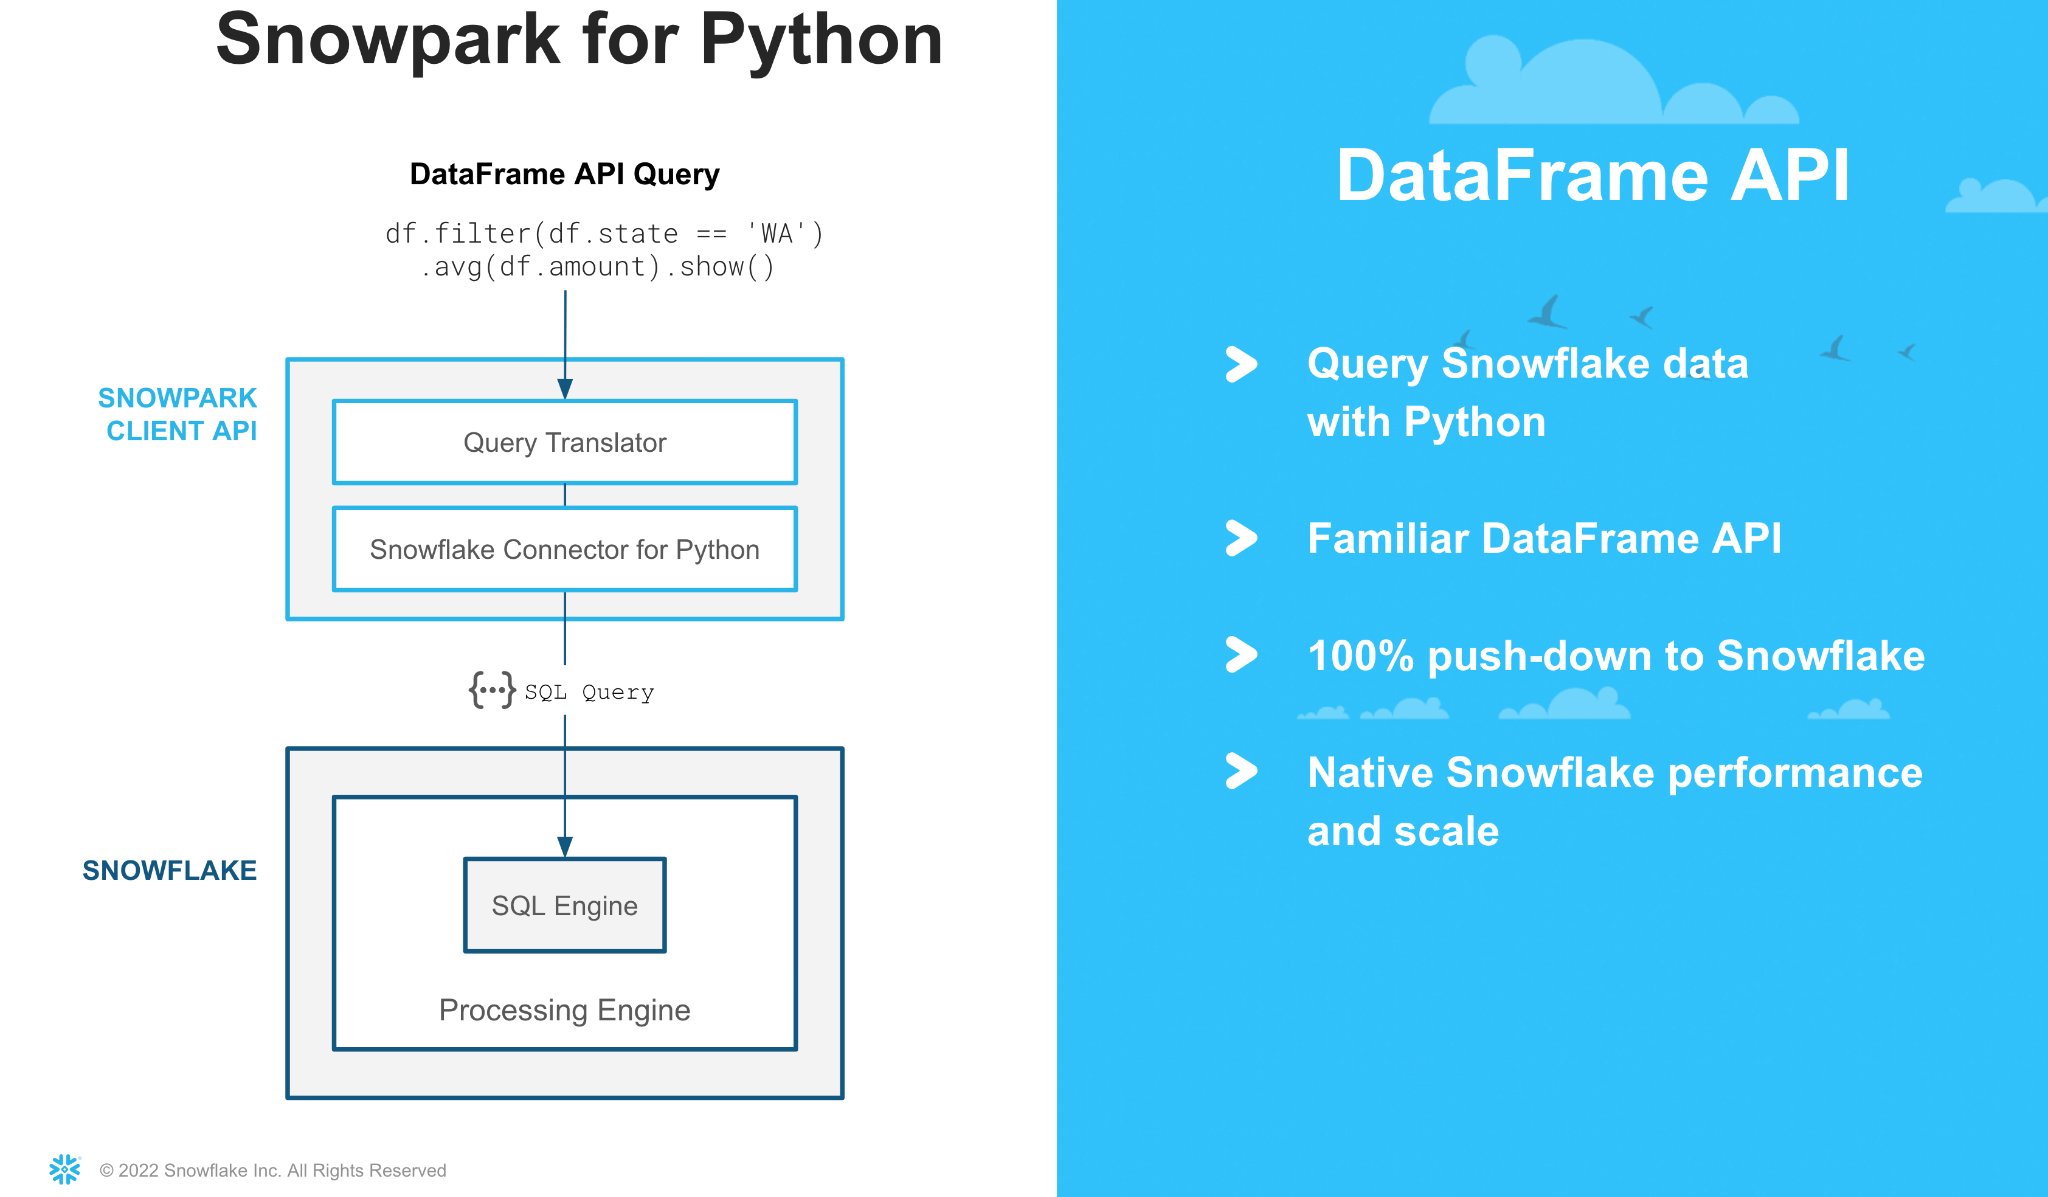 Snowpark for Python
DataFrame API Query
df.filter(df.state == 'WA')
.avg(df.amount).show()
SNOWPARK
CLIENT API
Query Translator
Snowflake Connector for Python
{···} SQL Query
SNOWFLAKE
SQL Engine
Processing Engine
© 2022 Snowflake Inc. All Rights Reserved
DataFrame API
Query Snowflake data
with Python
Familiar DataFrame API
100% push-down to Snowflake
Native Snowflake performance
and scale